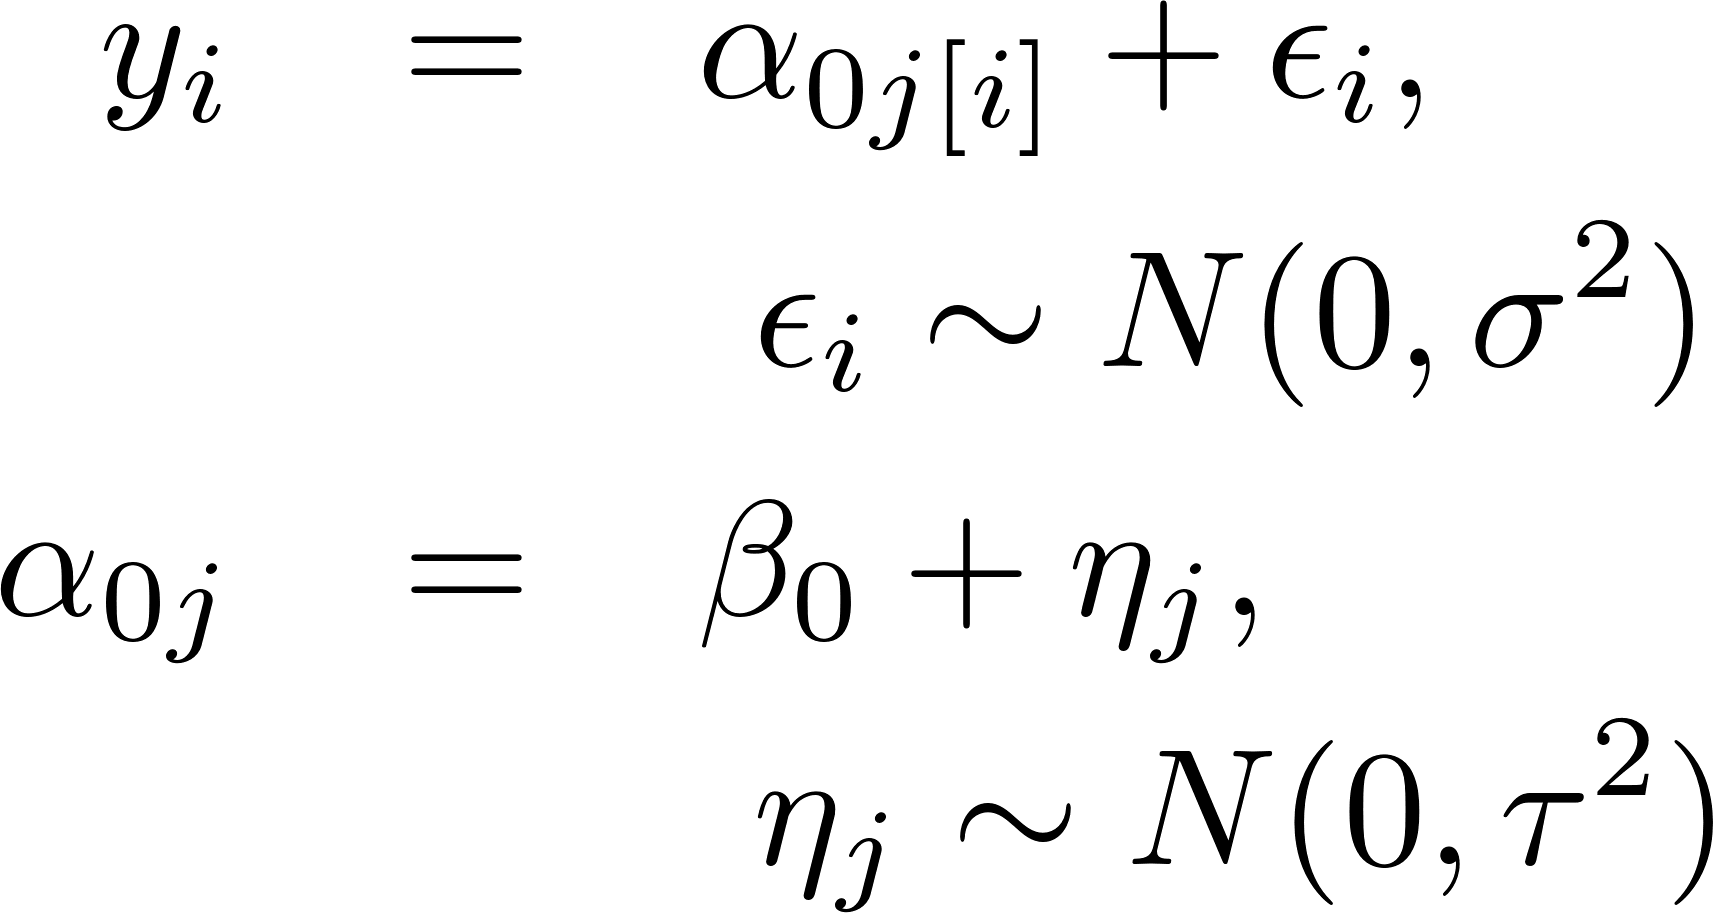 y_i = α_{0j[i]} + ϵ_i,
ϵ_i ∼ N(0, σ^2)
α_{0j} = β_0 + η_j,
η_j ∼ N(0, τ^2)